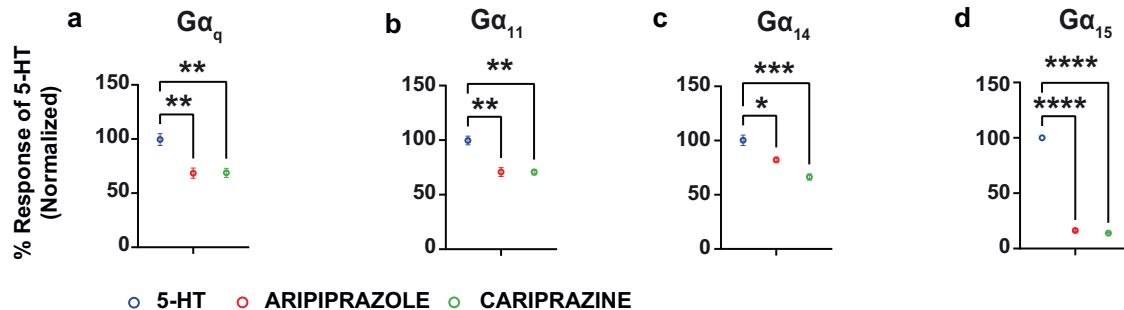 a Gαq b Gα11 c Gα14 d Gα15
% Response of 5-HT
(Normalized)
150 100 50 0
** **
150 100 50 0
** **
150 100 50 0
*** *
150 100 50 0
**** ****
5-HT ARIPIPRAZOLE CARIPRAZINE